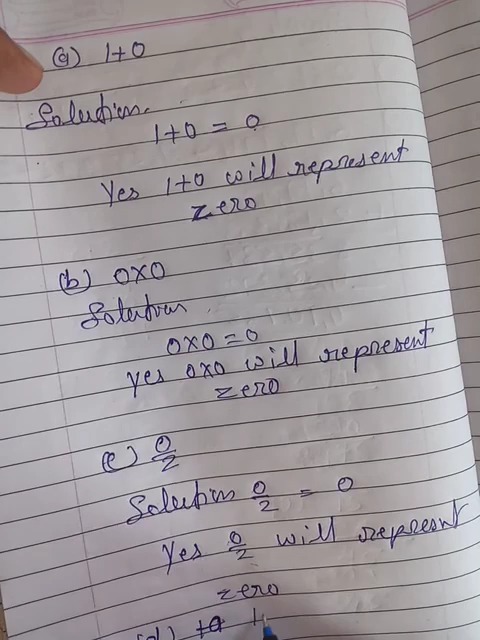 (a) 1+0
Solution.
1+0 = 0
Yes 1+0 will represent
zero
(b) 0×0
Solution
0×0 = 0
yes 0×0 will represent
zero
(c) 0/2
Solution 0/2 = 0
Yes 0/2 will represent
zero
(d)